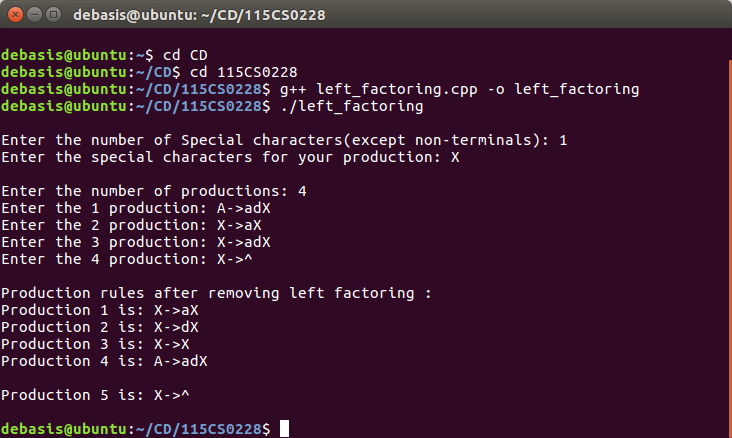 debasis@ubuntu: ~/CD/115CS0228
debasis@ubuntu:~$ cd CD
debasis@ubuntu:~/CD$ cd 115CS0228
debasis@ubuntu:~/CD/115CS0228$ g++ left_factoring.cpp -o left_factoring
debasis@ubuntu:~/CD/115CS0228$ ./left_factoring
Enter the number of Special characters(except non-terminals): 1
Enter the special characters for your production: X
Enter the number of productions: 4
Enter the 1 production: A->adX
Enter the 2 production: X->aX
Enter the 3 production: X->adX
Enter the 4 production: X->^
Production rules after removing left factoring :
Production 1 is: X->aX
Production 2 is: X->dX
Production 3 is: X->X
Production 4 is: A->adX
Production 5 is: X->^
debasis@ubuntu:~/CD/115CS0228$